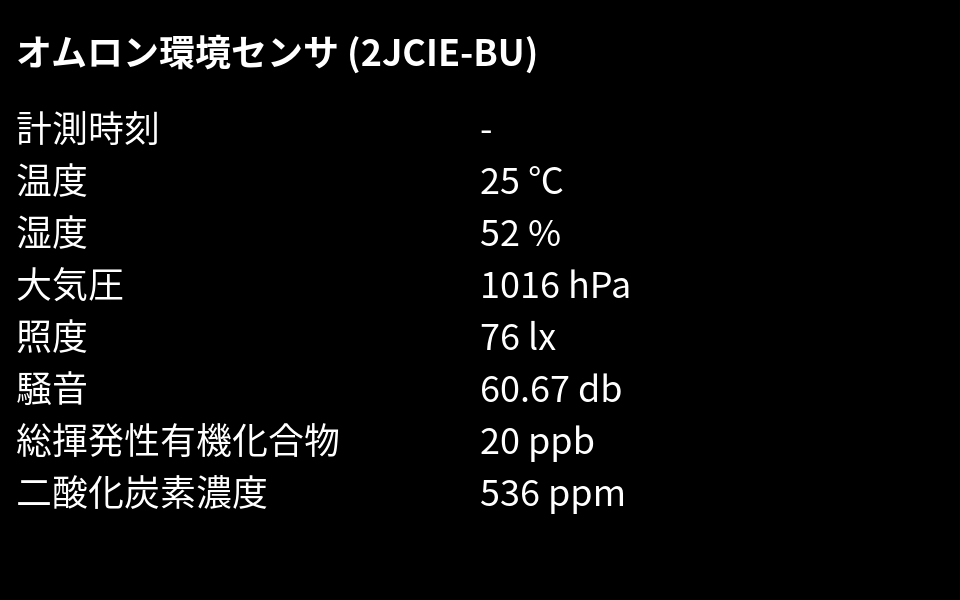 オムロン環境センサ (2JCIE-BU)
計測時刻 -
温度 25 ℃
湿度 52 %
大気圧 1016 hPa
照度 76 lx
騒音 60.67 db
総揮発性有機化合物 20 ppb
二酸化炭素濃度 536 ppm